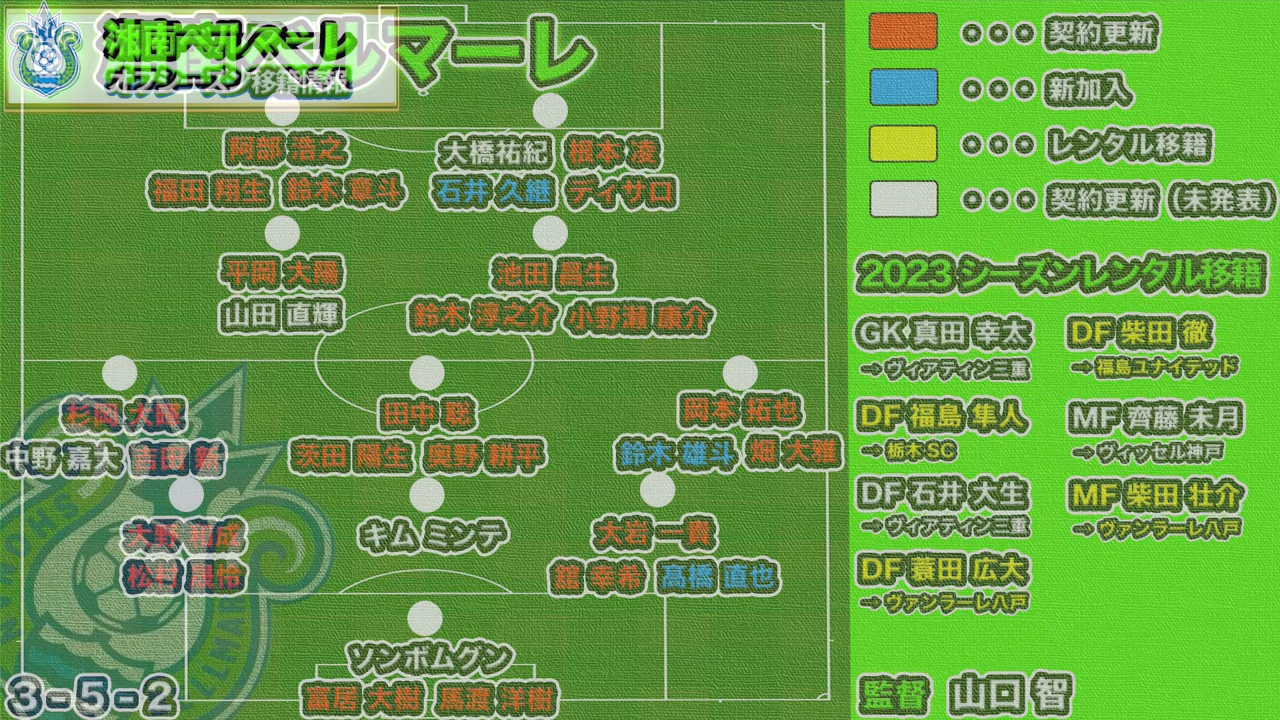 湘南ベルマーレ
オフシーズン 移籍情報
マーレ
阿部 浩之
福田 翔生 鈴木 章斗
大橋祐紀 根本 凌
石井 久継 ディサロ
平岡 大陽
山田 直輝
池田 昌生
鈴木 淳之介 小野瀬 康介
杉岡 大暉
中野 嘉大 吉田 新
田中 聡
茨田 陽生 奥野 耕平
岡本 拓也
鈴木 雄斗 畑 大雅
大野 和成
松村 晟怜
キム ミンテ
大岩 一貴
舘 幸希 髙橋 直也
ソンボムグン
富居 大樹 馬渡 洋樹
3-5-2
○○○ 契約更新
○○○ 新加入
○○○ レンタル移籍
○○○ 契約更新（未発表）
2023シーズンレンタル移籍
GK 真田 幸太
→ヴィアティン三重
DF 柴田 徹
→福島ユナイテッド
DF 福島 隼人
→栃木SC
MF 齊藤 未月
→ヴィッセル神戸
DF 石井 大生
→ヴィアティン三重
MF 柴田 壮介
→ヴァンラーレ八戸
DF 蓑田 広大
→ヴァンラーレ八戸
監督 山口 智